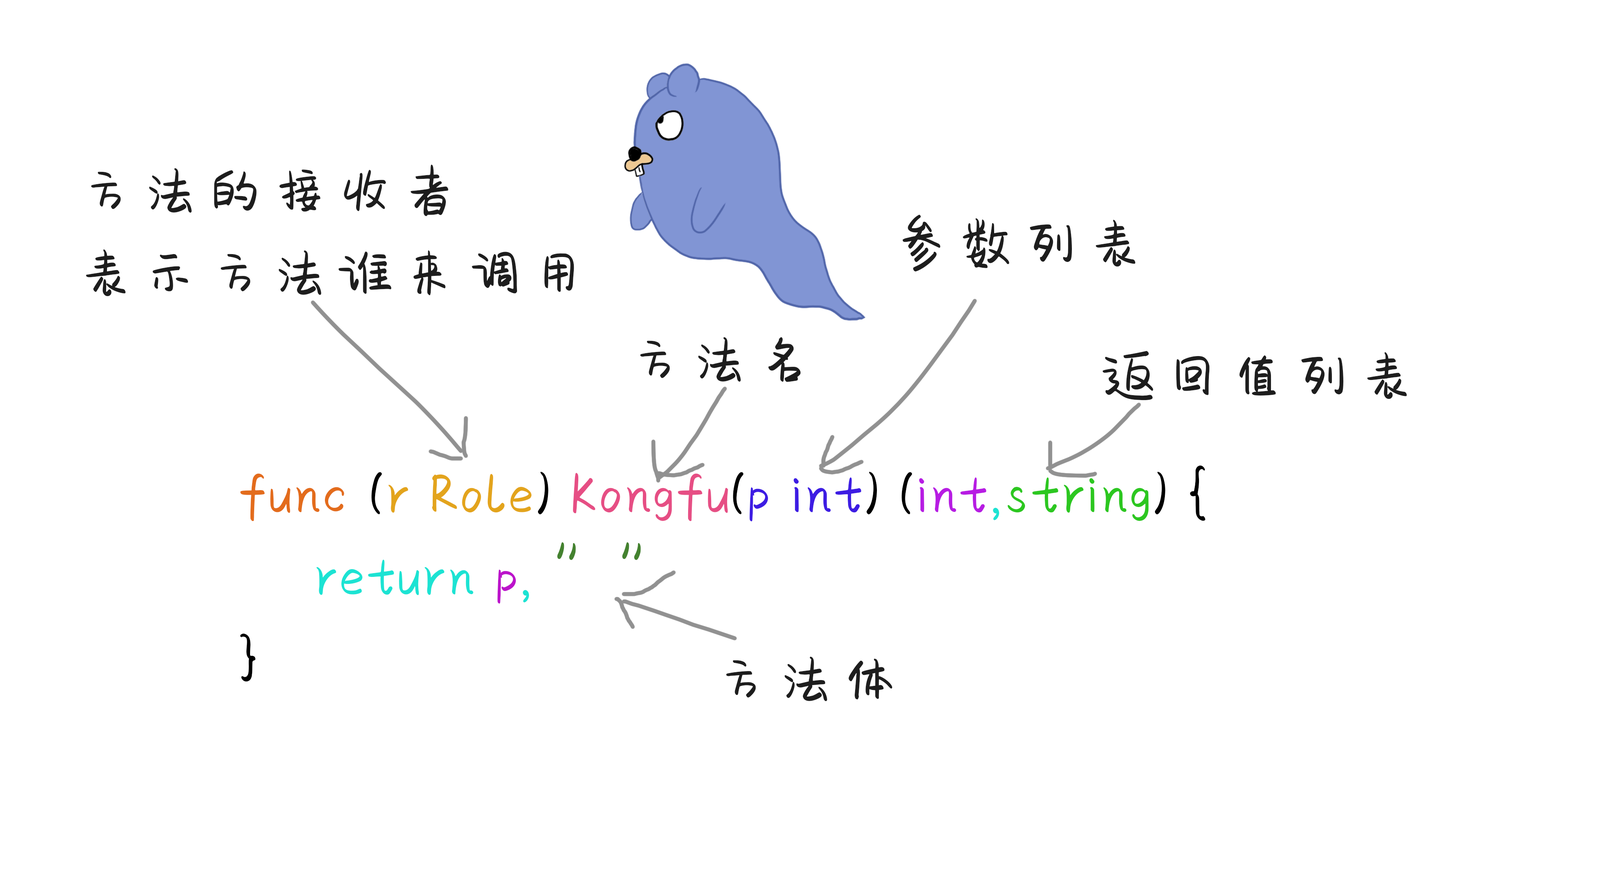 方法的接收者
表示方法谁来调用
参数列表
方法名
返回值列表
func (r Role) Kongfu(p int) (int,string) {
return p, " "
}
方法体